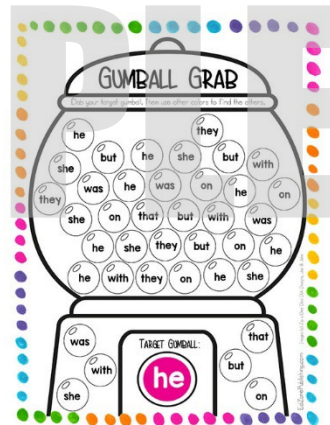 GUMBALL GRAB
Dab your target gumball. Then use other colors to find the others.
he they
but he she but with
she
was he was on he on
they
she on that but with was
he she they but on he
he with they on he she
was TARGET GUMBALL: that
with he but
she on